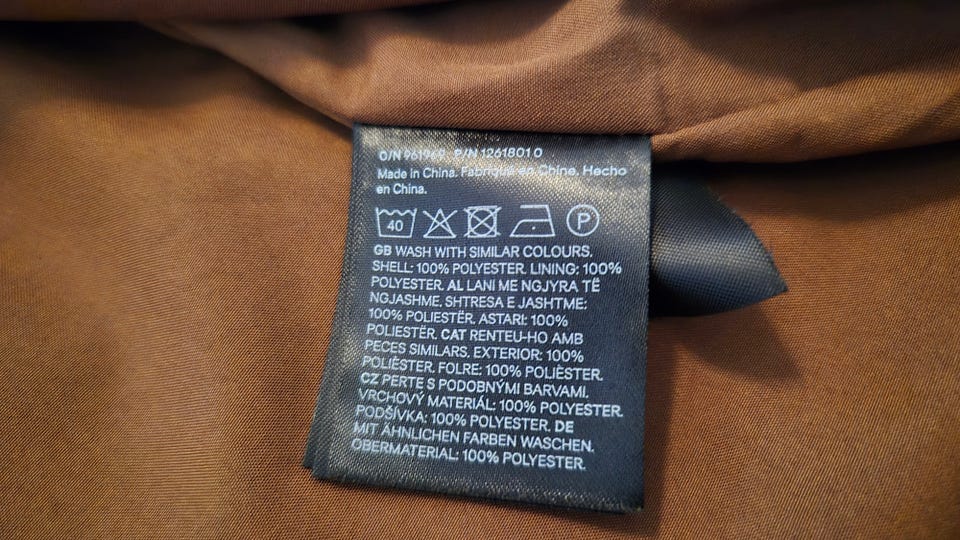 O/N 961969 P/N 1261801 0
Made in China. Fabriqué en Chine. Hecho
en China.
40 P
GB WASH WITH SIMILAR COLOURS.
SHELL: 100% POLYESTER. LINING: 100%
POLYESTER. AL LANI ME NGJYRA TË
NGJASHME. SHTRESA E JASHTME:
100% POLIESTËR. ASTARI: 100%
POLIESTËR. CAT RENTEU-HO AMB
PECES SIMILARS. EXTERIOR: 100%
POLIÈSTER. FOLRE: 100% POLIÈSTER.
CZ PERTE S PODOBNÝMI BARVAMI.
VRCHOVÝ MATERIÁL: 100% POLYESTER.
PODŠÍVKA: 100% POLYESTER. DE
MIT ÄHNLICHEN FARBEN WASCHEN.
OBERMATERIAL: 100% POLYESTER.